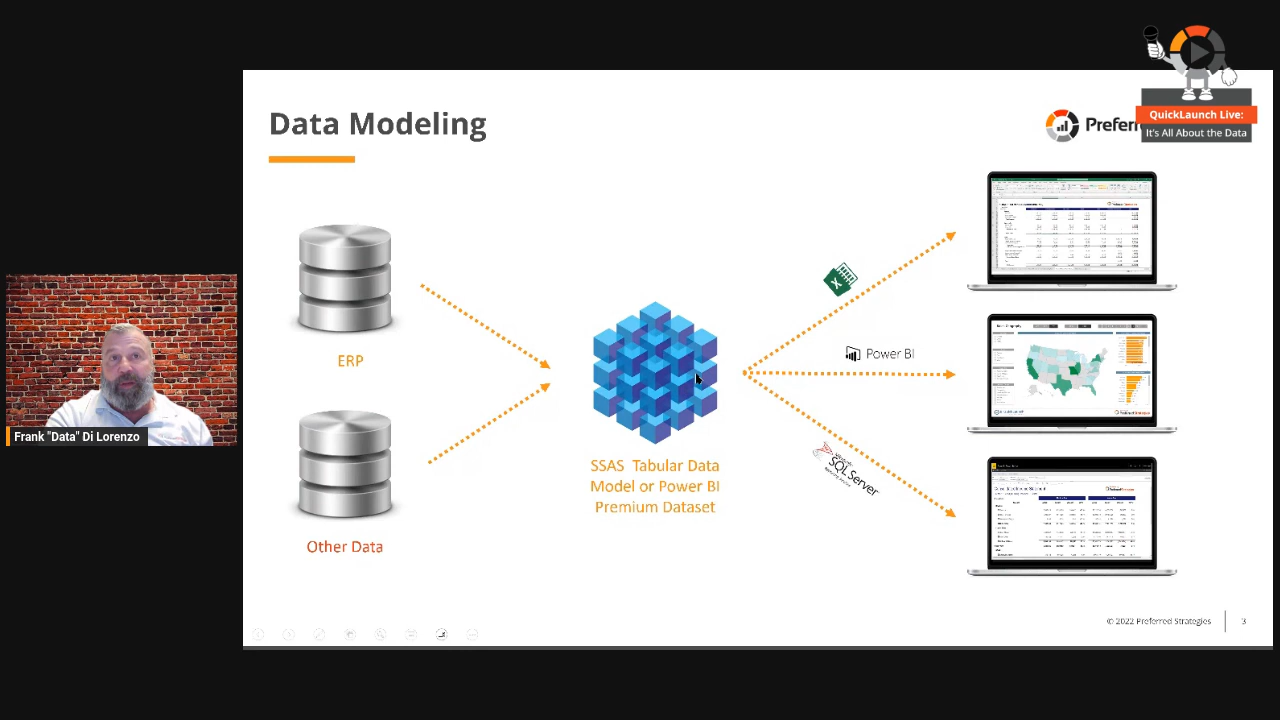 Data Modeling
Prefer
QuickLaunch Live:
It's All About the Data
ERP
Other Data
SSAS Tabular Data
Model or Power BI
Premium Dataset
Power BI
SQL Server
Frank "Data" Di Lorenzo
© 2022 Preferred Strategies
3